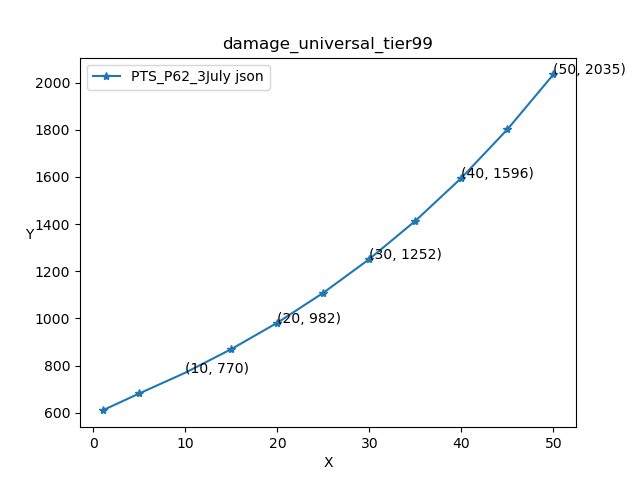 damage_universal_tier99
PTS_P62_3July json
(50, 2035)
(40, 1596)
(30, 1252)
(20, 982)
(10, 770)
Y
2000
1800
1600
1400
1200
1000
800
600
0 10 20 30 40 50
X